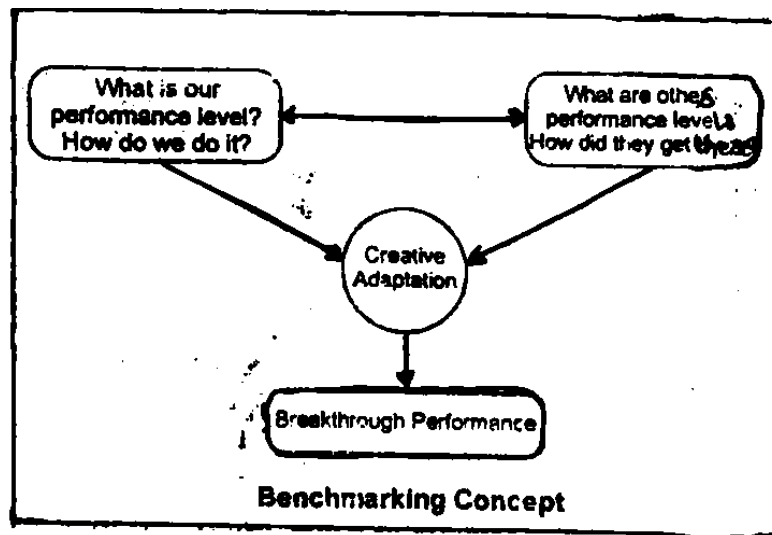 What is our
performance level?
How do we do it?
What are others
performance levels
How did they get there
Creative
Adaptation
Breakthrough Performance
Benchmarking Concept